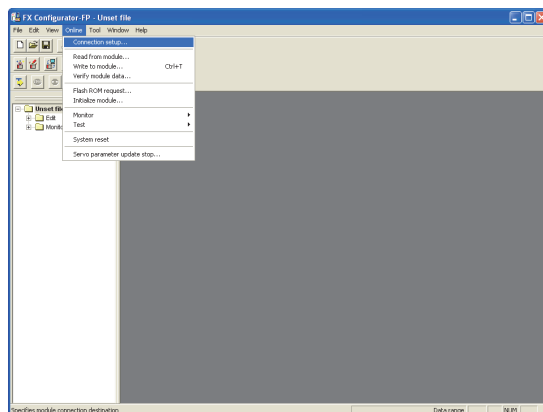 FX Configurator-FP - Unset file
File Edit View Online Tool Window Help
Connection setup...
Read from module...
Write to module... Ctrl+T
Verify module data...
Flash ROM request...
Initialize module...
Monitor
Test
System reset
Servo parameter update stop...
Unset file
Edit
Monito
Specifies module connection destination
Data range NUM